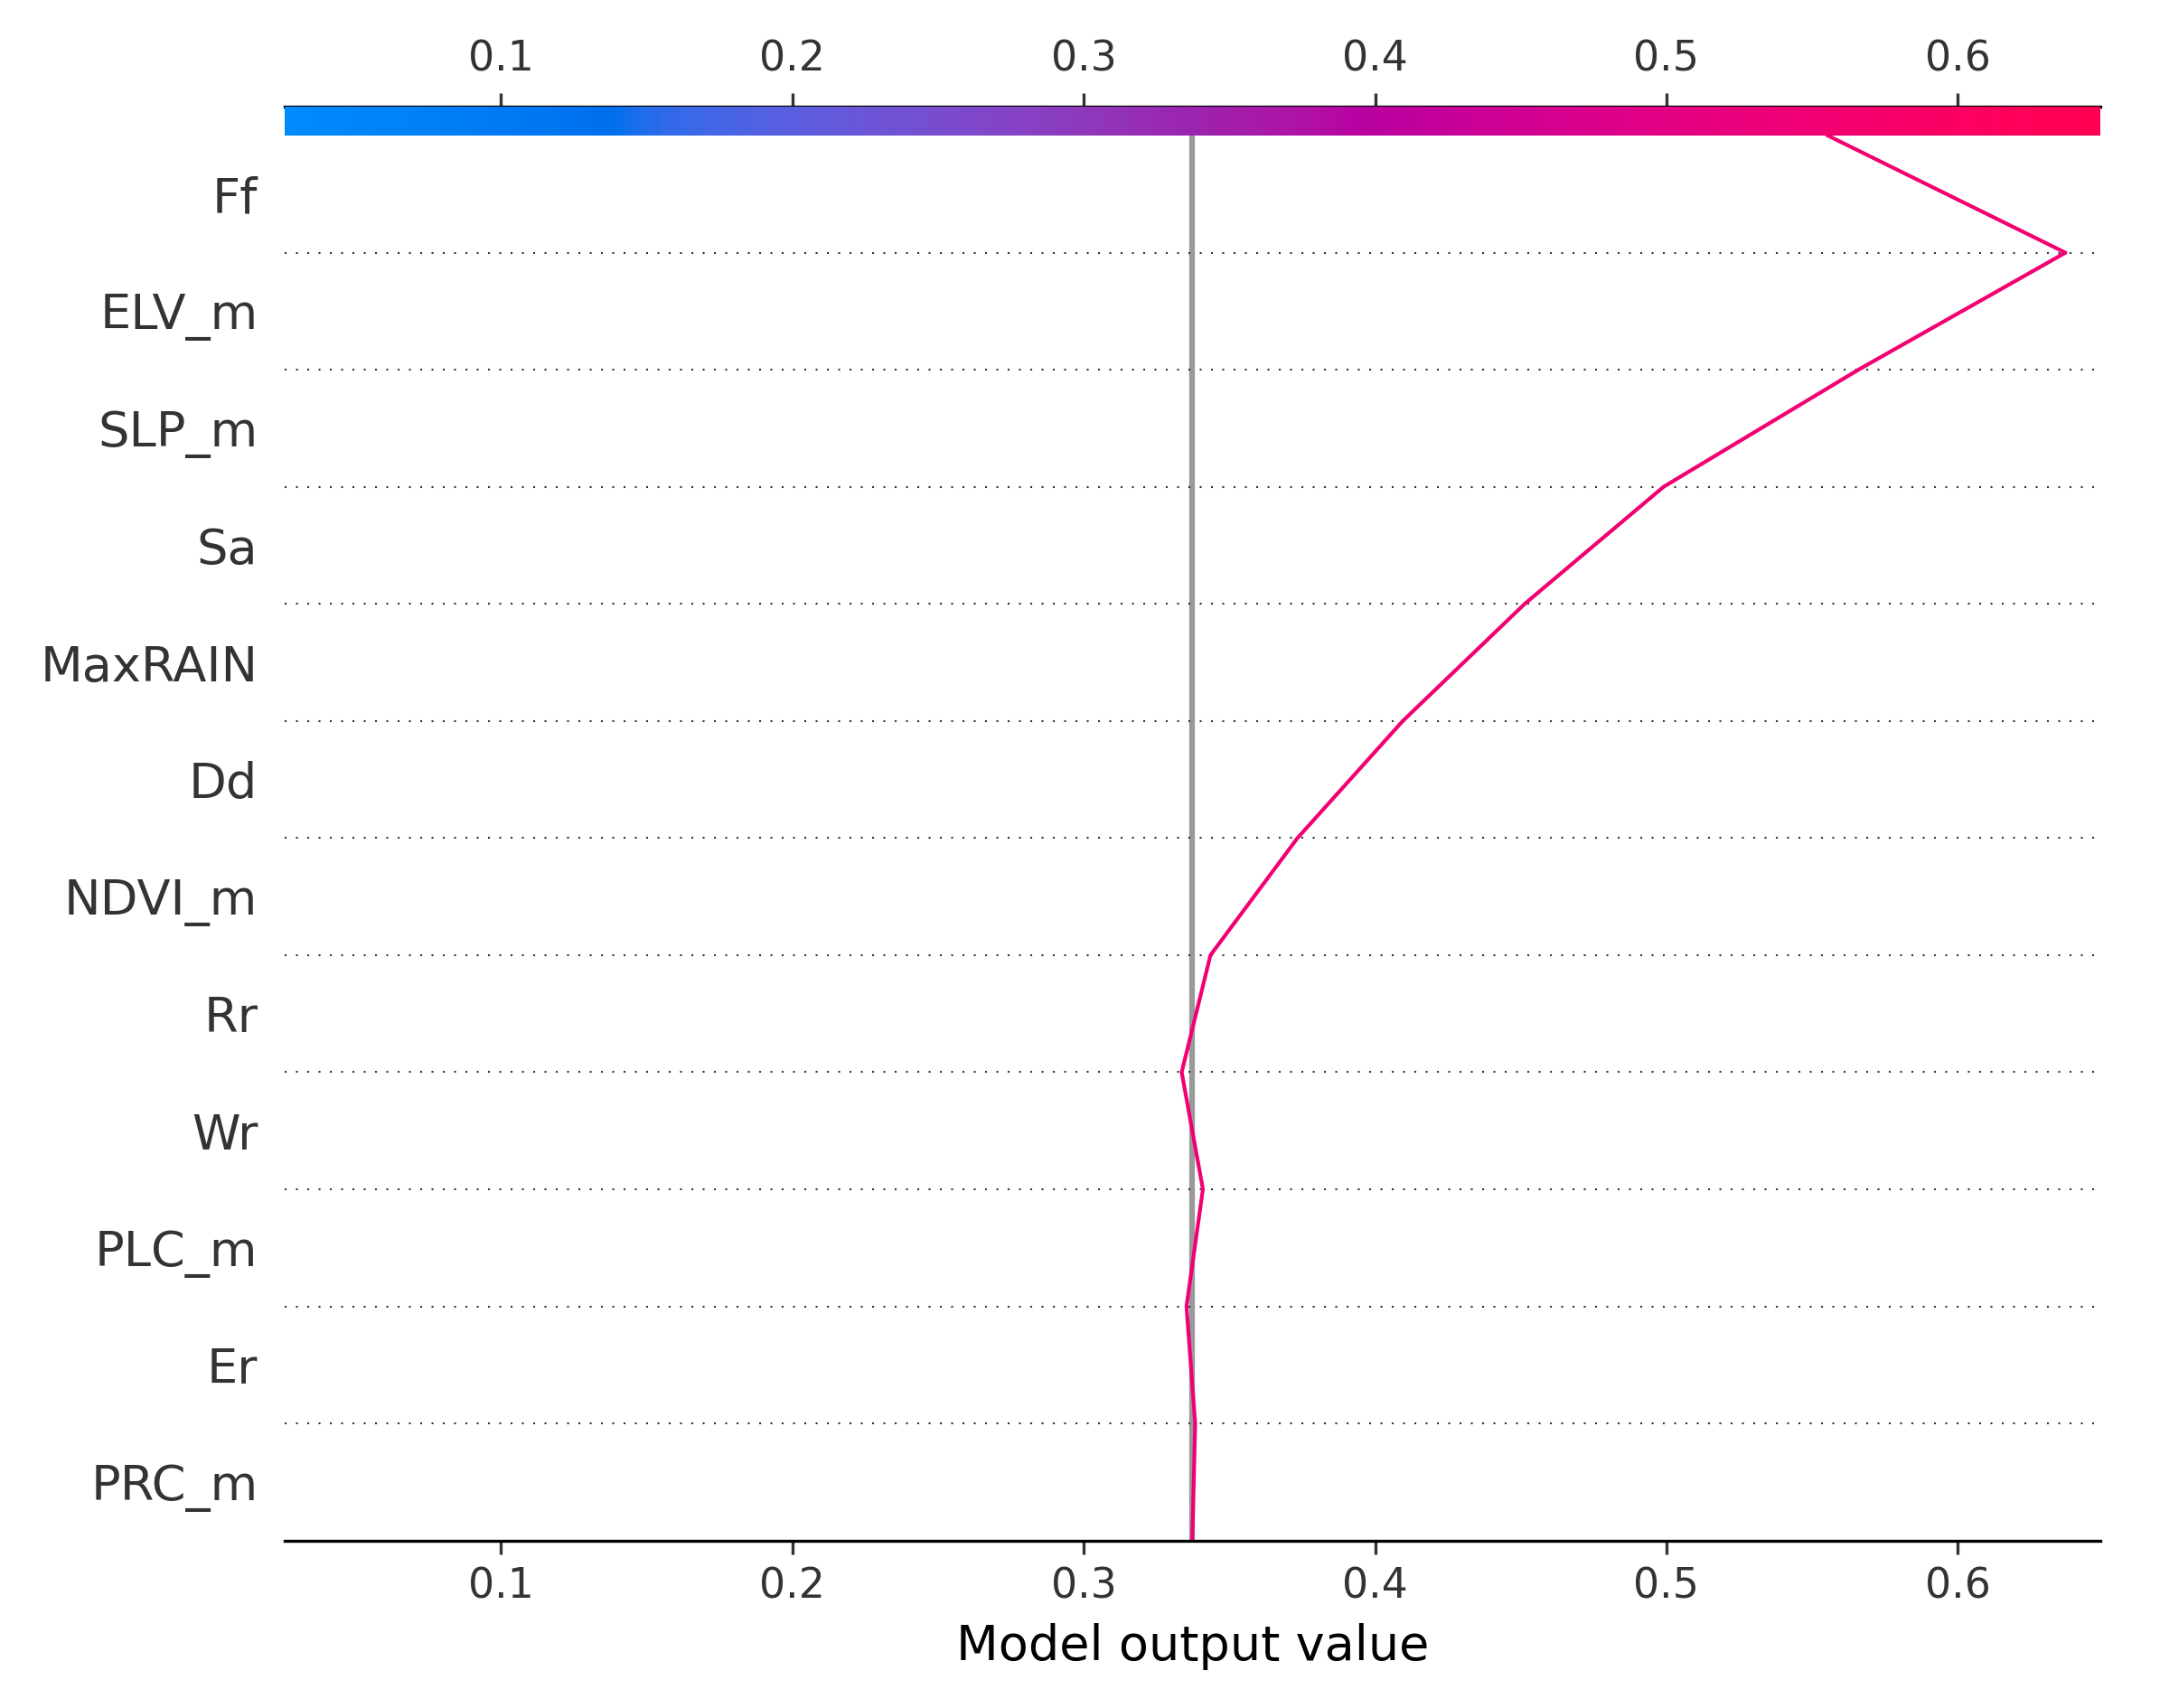 0.1 0.2 0.3 0.4 0.5 0.6
Ff
ELV_m
SLP_m
Sa
MaxRAIN
Dd
NDVI_m
Rr
Wr
PLC_m
Er
PRC_m
0.1 0.2 0.3 0.4 0.5 0.6
Model output value